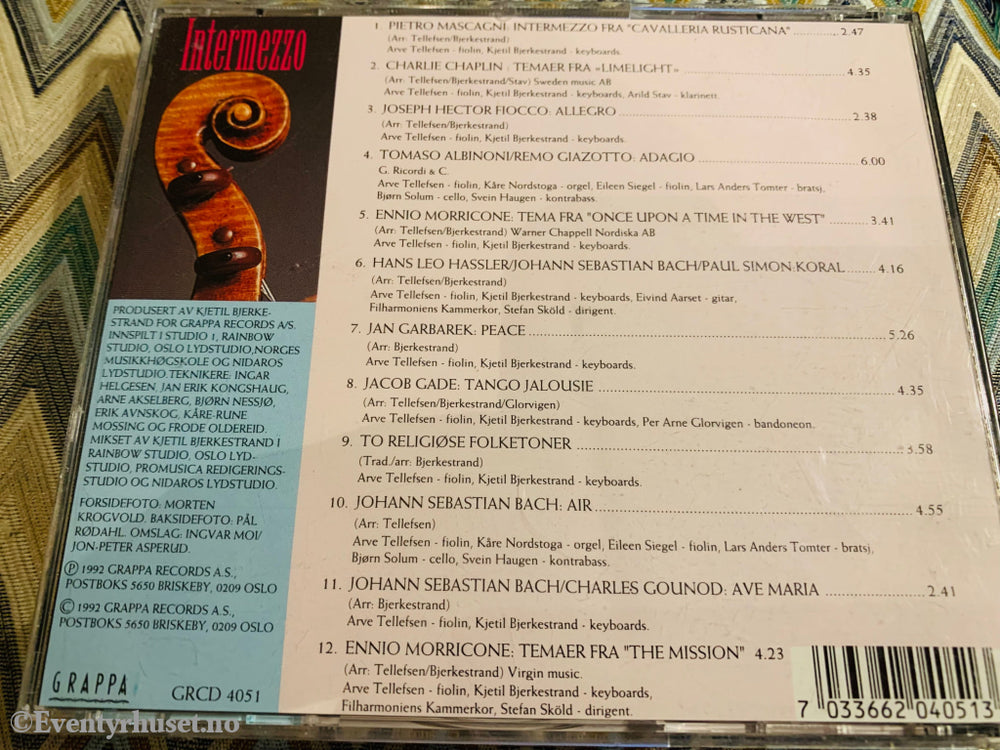 Intermezzo
1. PIETRO MASCAGNI: INTERMEZZO FRA "CAVALLERIA RUSTICANA" 2.47
(Arr: Tellefsen/Bjerkestrand)
Arve Tellefsen - fiolin, Kjetil Bjerkestrand - keyboards.
2. CHARLIE CHAPLIN : TEMAER FRA »LIMELIGHT» 4.35
(Arr: Tellefsen/Bjerkestrand/Stav) Sweden music AB
Arve Tellefsen - fiolin, Kjetil Bjerkestrand - keyboards, Arild Stav - klarinett.
3. JOSEPH HECTOR FIOCCO: ALLEGRO 2.38
(Arr: Tellefsen/Bjerkestrand)
Arve Tellefsen - fiolin, Kjetil Bjerkestrand - keyboards.
4. TOMASO ALBINONI/REMO GIAZOTTO: ADAGIO 6.00
G. Ricordi & C.
Arve Tellefsen - fiolin, Kåre Nordstoga - orgel, Eileen Siegel - fiolin, Lars Anders Tomter - bratsj,
Bjørn Solum - cello, Svein Haugen - kontrabass.
5. ENNIO MORRICONE: TEMA FRA "ONCE UPON A TIME IN THE WEST" 3.41
(Arr: Tellefsen/Bjerkestrand) Warner Chappell Nordiska AB
Arve Tellefsen - fiolin, Kjetil Bjerkestrand - keyboards.
6. HANS LEO HASSLER/JOHANN SEBASTIAN BACH/PAUL SIMON:KORAL 4.16
(Arr: Tellefsen/Bjerkestrand)
Arve Tellefsen - fiolin, Kjetil Bjerkestrand - keyboards, Eivind Aarset - gitar,
Filharmoniens Kammerkor, Stefan Sköld - dirigent.
7. JAN GARBAREK: PEACE 5.26
(Arr: Bjerkestrand)
Arve Tellefsen - fiolin, Kjetil Bjerkestrand - keyboards.
8. JACOB GADE: TANGO JALOUSIE 4.35
(Arr: Tellefsen/Bjerkestrand/Glorvigen)
Arve Tellefsen - fiolin, Kjetil Bjerkestrand - keyboards, Per Arne Glorvigen - bandoneon.
9. TO RELIGIØSE FOLKETONER 3.58
(Trad./arr: Bjerkestrand)
Arve Tellefsen - fiolin, Kjetil Bjerkestrand - keyboards.
10. JOHANN SEBASTIAN BACH: AIR 4.55
(Arr: Tellefsen)
Arve Tellefsen - fiolin, Kåre Nordstoga - orgel, Eileen Siegel - fiolin, Lars Anders Tomter - bratsj,
Bjørn Solum - cello, Svein Haugen - kontrabass.
11. JOHANN SEBASTIAN BACH/CHARLES GOUNOD: AVE MARIA 2.41
(Arr: Bjerkestrand)
Arve Tellefsen - fiolin, Kjetil Bjerkestrand - keyboards.
12. ENNIO MORRICONE: TEMAER FRA "THE MISSION" 4.23
(Arr: Tellefsen/Bjerkestrand) Virgin music.
Arve Tellefsen - fiolin, Kjetil Bjerkestrand - keyboards,
Filharmoniens Kammerkor, Stefan Sköld - dirigent.
PRODUSERT AV KJETIL BJERKE-
STRAND FOR GRAPPA RECORDS A/S.
INNSPILT I STUDIO 1, RAINBOW
STUDIO, OSLO LYDSTUDIO,NORGES
MUSIKKHØGSKOLE OG NIDAROS
LYDSTUDIO.TEKNIKERE: INGAR
HELGESEN, JAN ERIK KONGSHAUG,
ARNE AKSELBERG, BJØRN NESSJØ,
ERIK AVNSKOG, KÅRE-RUNE
MOSSING OG FRODE OLDEREID.
MIKSET AV KJETIL BJERKESTRAND I
RAINBOW STUDIO, OSLO LYD-
STUDIO, PROMUSICA REDIGERINGS-
STUDIO OG NIDAROS LYDSTUDIO.
FORSIDEFOTO: MORTEN
KROGVOLD. BAKSIDEFOTO: PÅL
RØDAHL. OMSLAG: INGVAR MOI/
JON-PETER ASPERUD.
℗ 1992 GRAPPA RECORDS A.S.,
POSTBOKS 5650 BRISKEBY, 0209 OSLO
© 1992 GRAPPA RECORDS A.S.,
POSTBOKS 5650 BRISKEBY, 0209 OSLO
GRAPPA GRCD 4051
7 033662 040513
©Eventyrhuset.no